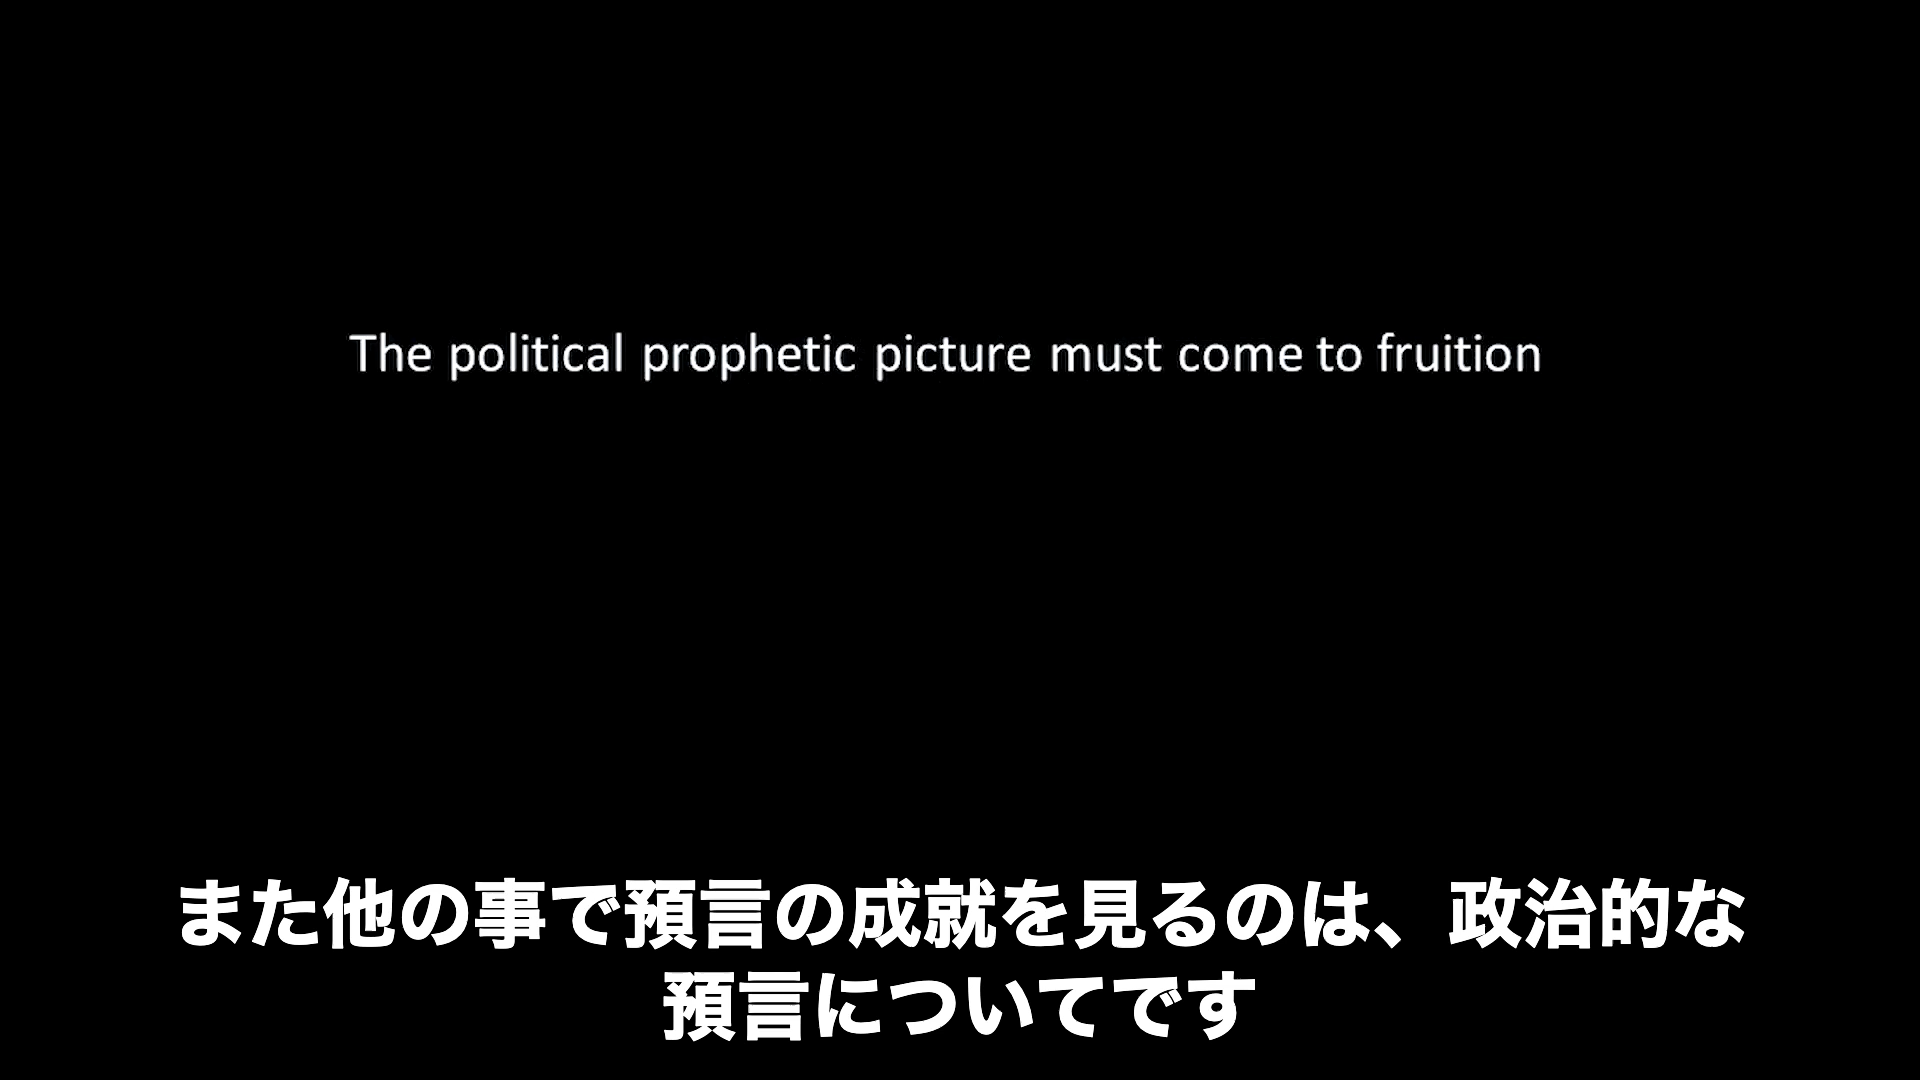 The political prophetic picture must come to fruition
また他の事で預言の成就を見るのは、政治的な
預言についてです